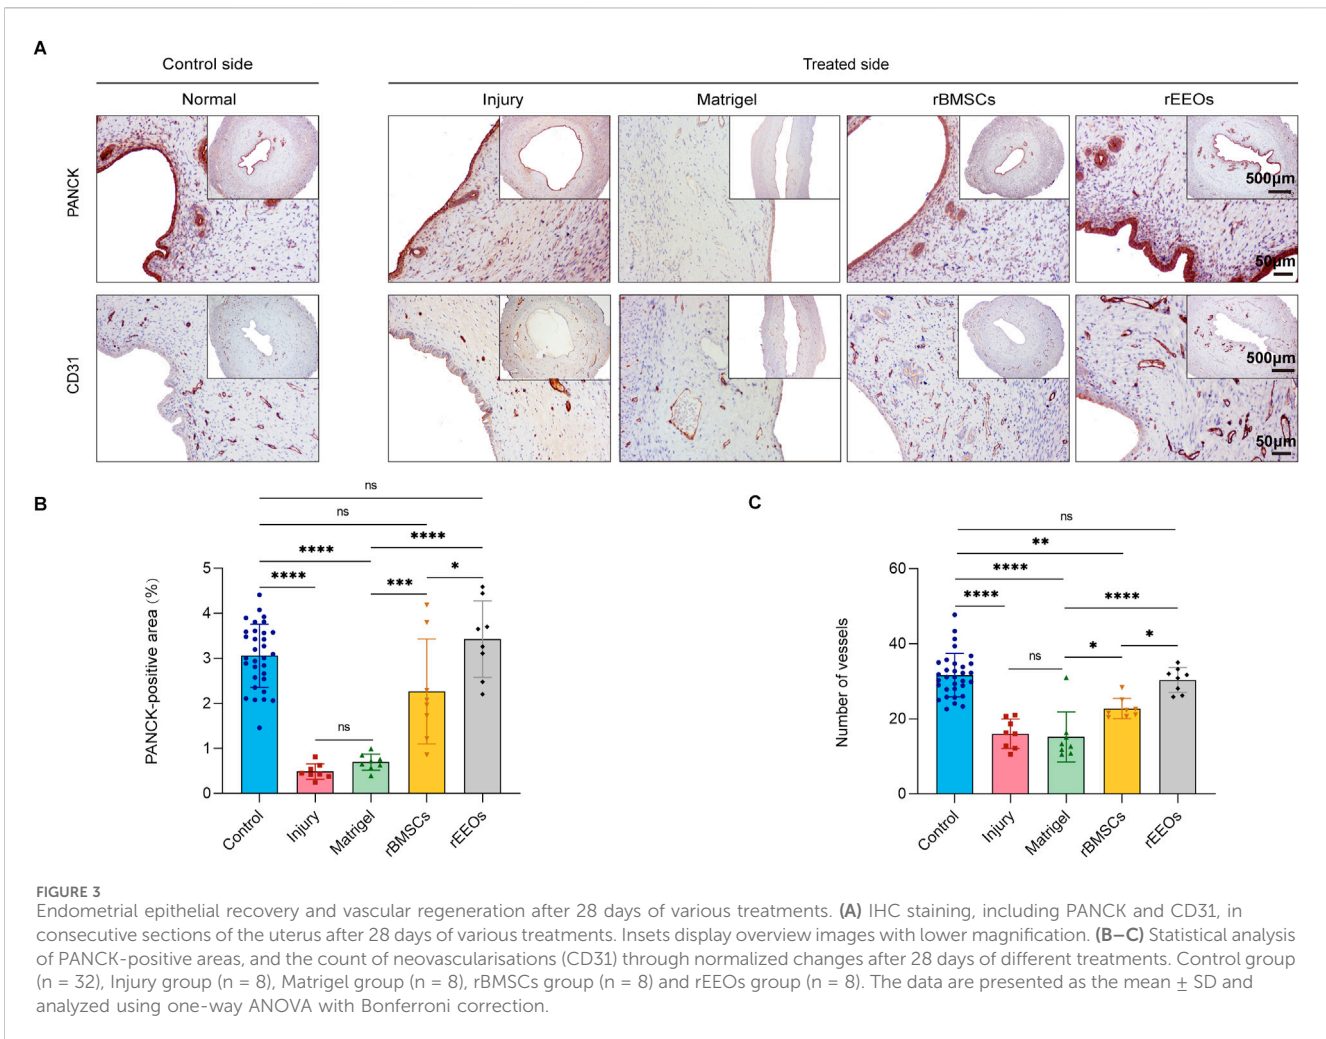 A
Control side
Treated side
Normal
Injury
Matrigel
rBMSCs
rEEOs
PANCK
500μm
50μm
CD31
500μm
50μm
B
ns
ns
****
****
****
***
*
ns
PANCK-positive area (%)
5
4
3
2
1
0
Control
Injury
Matrigel
rBMSCs
rEEOs
C
ns
**
****
****
****
*
*
ns
Number of vessels
60
40
20
0
Control
Injury
Matrigel
rBMSCs
rEEOs
FIGURE 3
Endometrial epithelial recovery and vascular regeneration after 28 days of various treatments. (A) IHC staining, including PANCK and CD31, in
consecutive sections of the uterus after 28 days of various treatments. Insets display overview images with lower magnification. (B–C) Statistical analysis
of PANCK-positive areas, and the count of neovascularisations (CD31) through normalized changes after 28 days of different treatments. Control group
(n = 32), Injury group (n = 8), Matrigel group (n = 8), rBMSCs group (n = 8) and rEEOs group (n = 8). The data are presented as the mean ± SD and
analyzed using one-way ANOVA with Bonferroni correction.